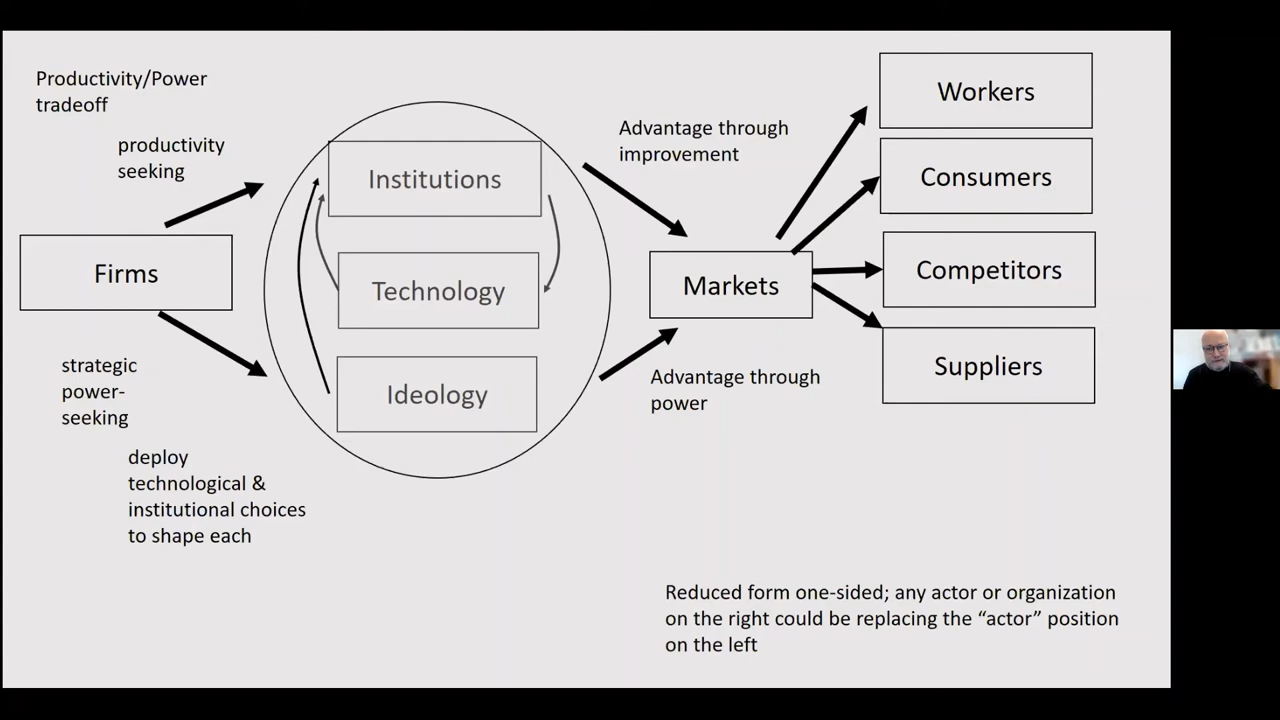 Productivity/Power
tradeoff
productivity
seeking
Firms
strategic
power-
seeking
deploy
technological &
institutional choices
to shape each
Institutions
Technology
Ideology
Advantage through
improvement
Markets
Advantage through
power
Workers
Consumers
Competitors
Suppliers
Reduced form one-sided; any actor or organization
on the right could be replacing the “actor” position
on the left